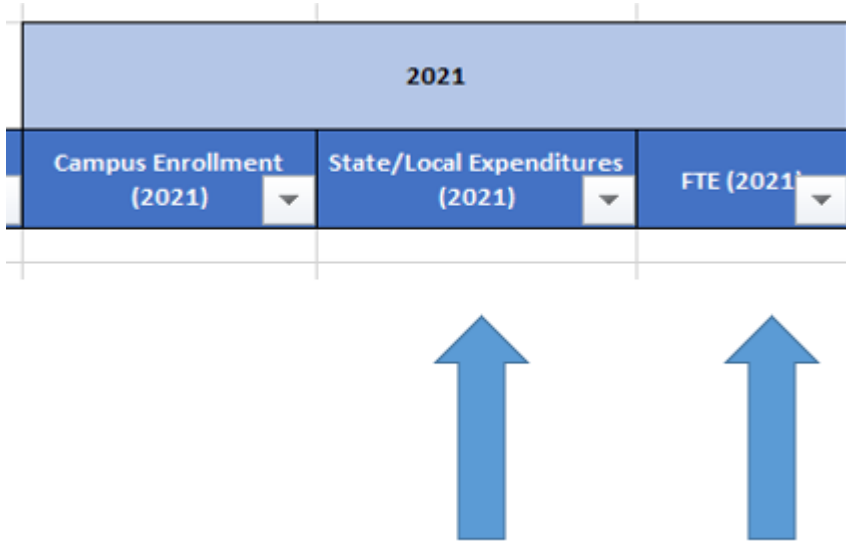 2021
Campus Enrollment
(2021)
State/Local Expenditures
(2021)
FTE (2021)